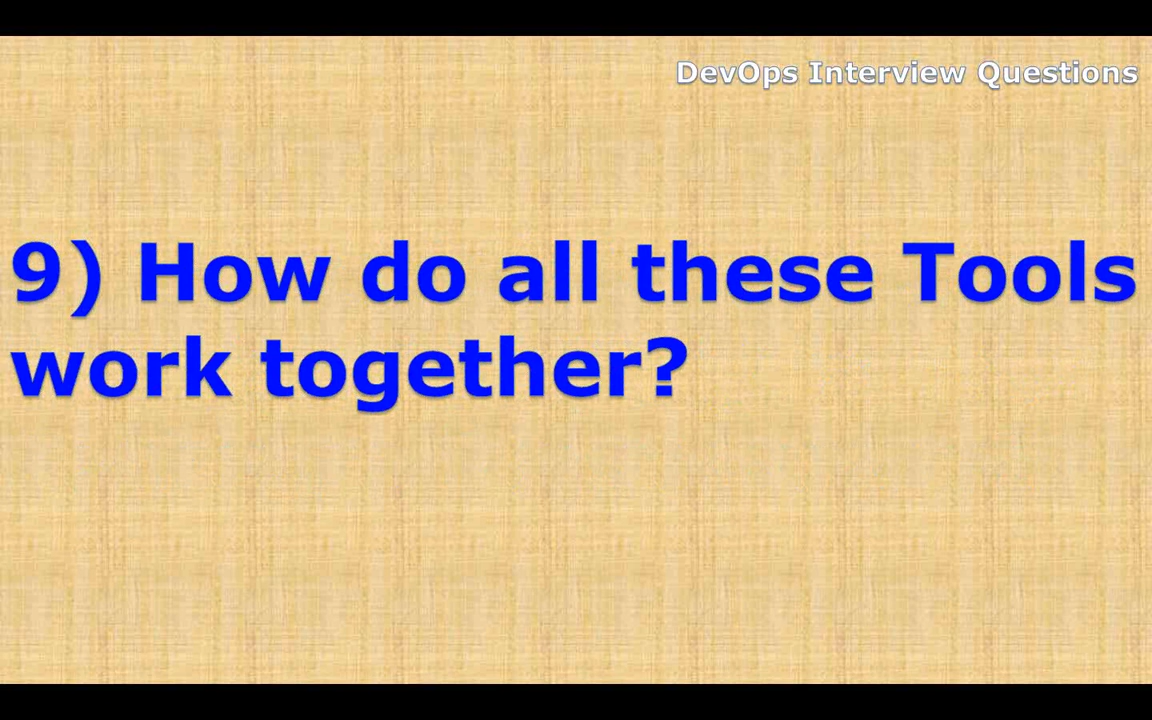 DevOps Interview Questions
9) How do all these Tools
work together?